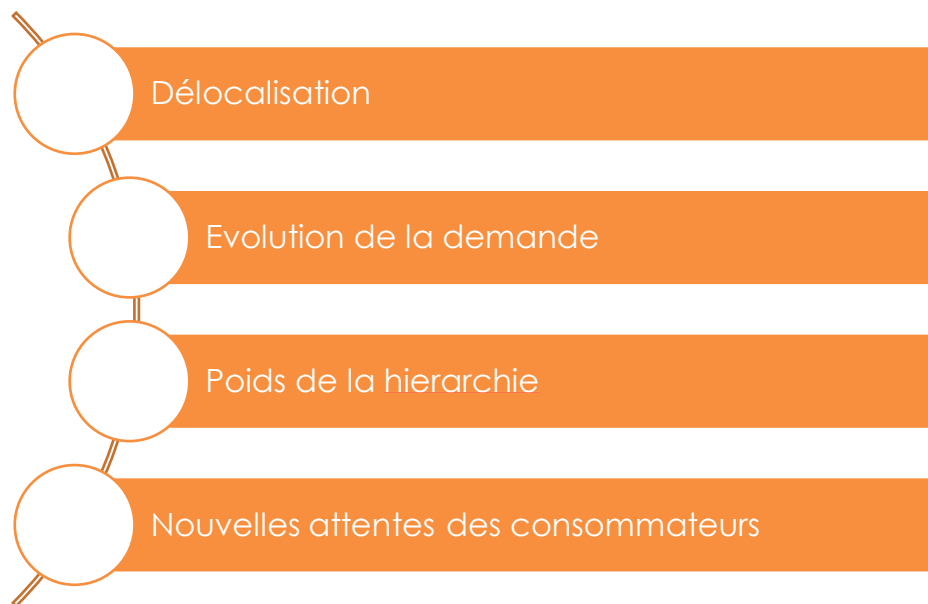 Délocalisation
Evolution de la demande
Poids de la hierarchie
Nouvelles attentes des consommateurs